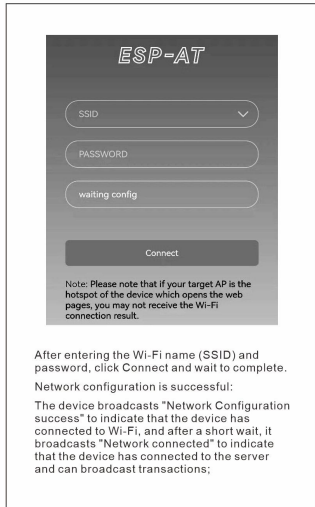 ESP-AT
SSID
PASSWORD
waiting config
Connect
Note: Please note that if your target AP is the
hotspot of the device which opens the web
pages, you may not receive the Wi-Fi
connection result.
After entering the Wi-Fi name (SSID) and
password, click Connect and wait to complete.
Network configuration is successful:
The device broadcasts "Network Configuration
success" to indicate that the device has
connected to Wi-Fi, and after a short wait, it
broadcasts "Network connected" to indicate
that the device has connected to the server
and can broadcast transactions;